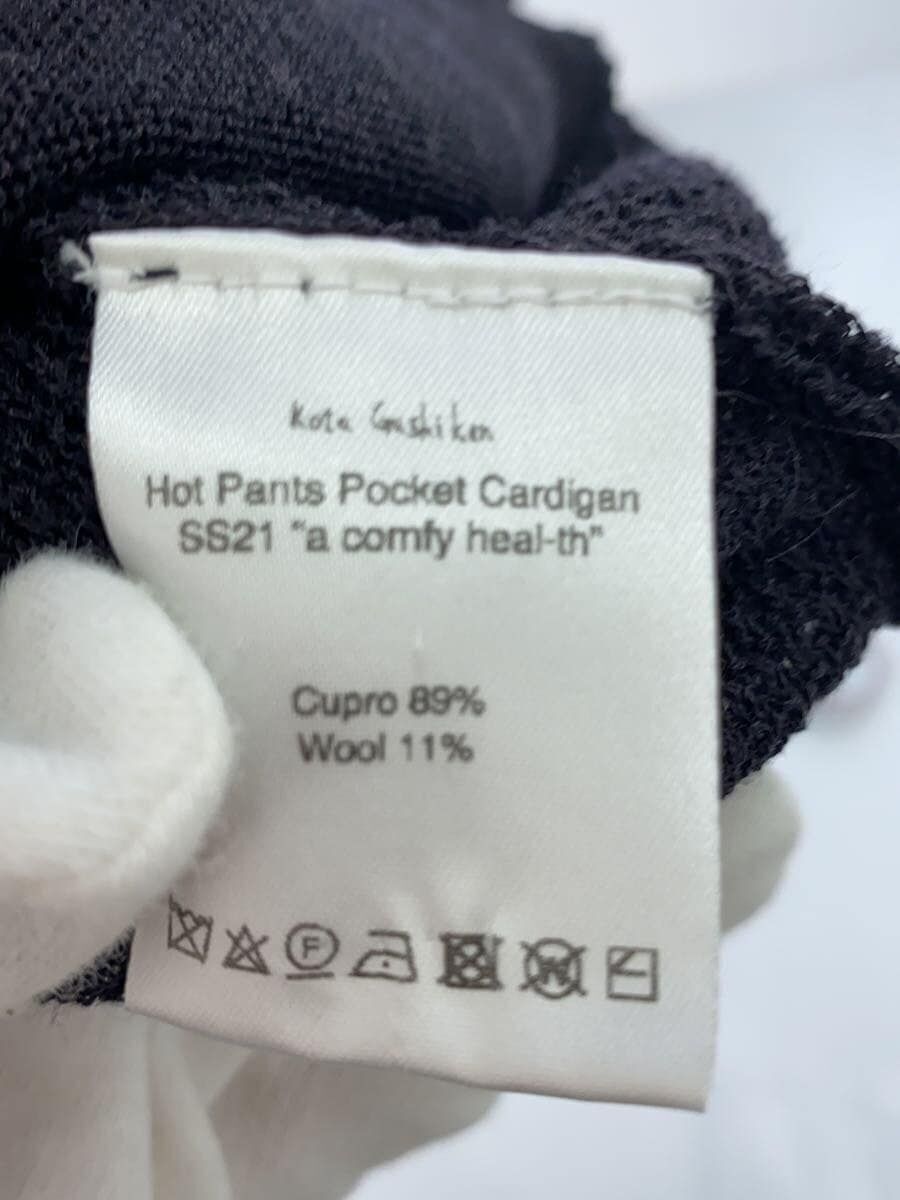 Kota Gushiken
Hot Pants Pocket Cardigan
SS21 "a comfy heal-th"
Cupro 89%
Wool 11%
F
W